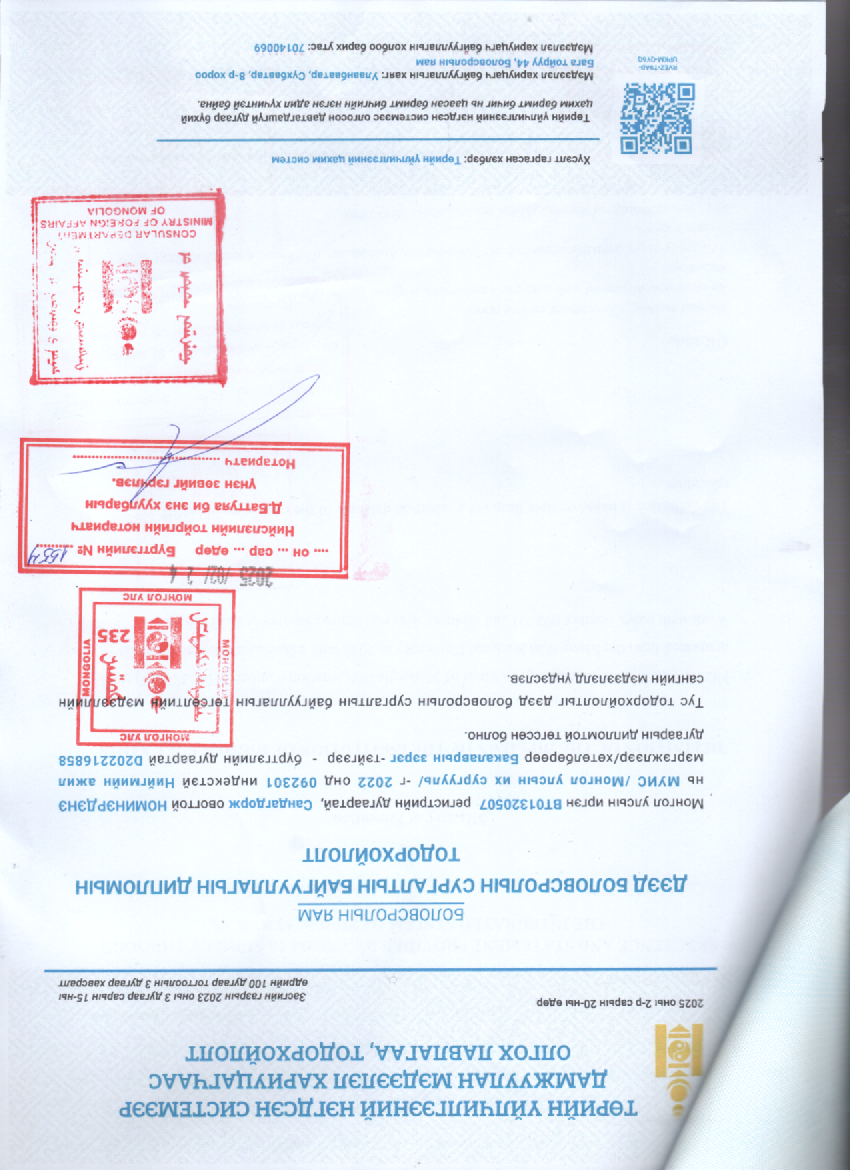 ТӨРИЙН ҮЙЛЧИЛГЭЭНИЙ НЭГДСЭН СИСТЕМЭЭР
ДАМЖУУЛАН МЭДЭЭЛЭЛ ХАРИУЦАГЧААС
ОЛГОХ ЛАВЛАГАА, ТОДОРХОЙЛОЛТ
2025 оны 2-р сарын 20-ны өдөр
Засгийн газрын 2023 оны 3 дугаар сарын 15-ны
өдрийн 100 дугаар тогтоолын 3 дугаар хавсралт
БОЛОВСРОЛЫН ЯАМ
ДЭЭД БОЛОВСРОЛЫН СУРГАЛТЫН БАЙГУУЛЛАГЫН ДИПЛОМЫН
ТОДОРХОЙЛОЛТ
Монгол улсын иргэн ВТ01320507 регистрийн дугаартай, Сандагдорж овогтой НОМИНЭРДЭНЭ
нь МУИС /Монгол улсын их сургууль/ -г 2022 онд 092301 индекстэй Нийгмийн ажил
мэргэжлээр/хөтөлбөрөөр Бакалаврын зэрэг -тэйгээр - бүртгэлийн дугаартай D202216858
дугаарын дипломтой төгссөн болно.
Тус тодорхойлолтыг дээд боловсролын сургалтын байгууллагын төгсөлтийн мэдээллийн
сангийн мэдээлэлд үндэслэв.
МОНГОЛ УЛС
MONGOLIA
235
MONGOLIA
МОНГОЛ УЛС
2025 /02/ 2 4
.... он ... сар ... өдөр Бүртгэлийн № 1554
Нийслэлийн тойргийн нотариатч
Д.Баттуяа би энэ хуулбарын
үнэн зөвийг гэрчлэв.
Нотариатч
CONSULAR DEPARTMENT
MINISTRY OF FOREIGN AFFAIRS
OF MONGOLIA
Хүсэлт гаргасан хэлбэр: Төрийн үйлчилгээний цахим систем
Төрийн үйлчилгээний нэгдсэн системээс олгосон давтагдашгүй дугаар бүхий
цахим баримт бичиг нь цаасан баримт бичгийн нэгэн адил хүчинтэй байна.
Мэдээлэл хариуцагч байгууллагын хаяг: Улаанбаатар, Сүхбаатар, 8-р хороо
Бага тойруу 44, Боловсролын яам
Мэдээлэл хариуцагч байгууллагын холбоо барих утас: 70140069